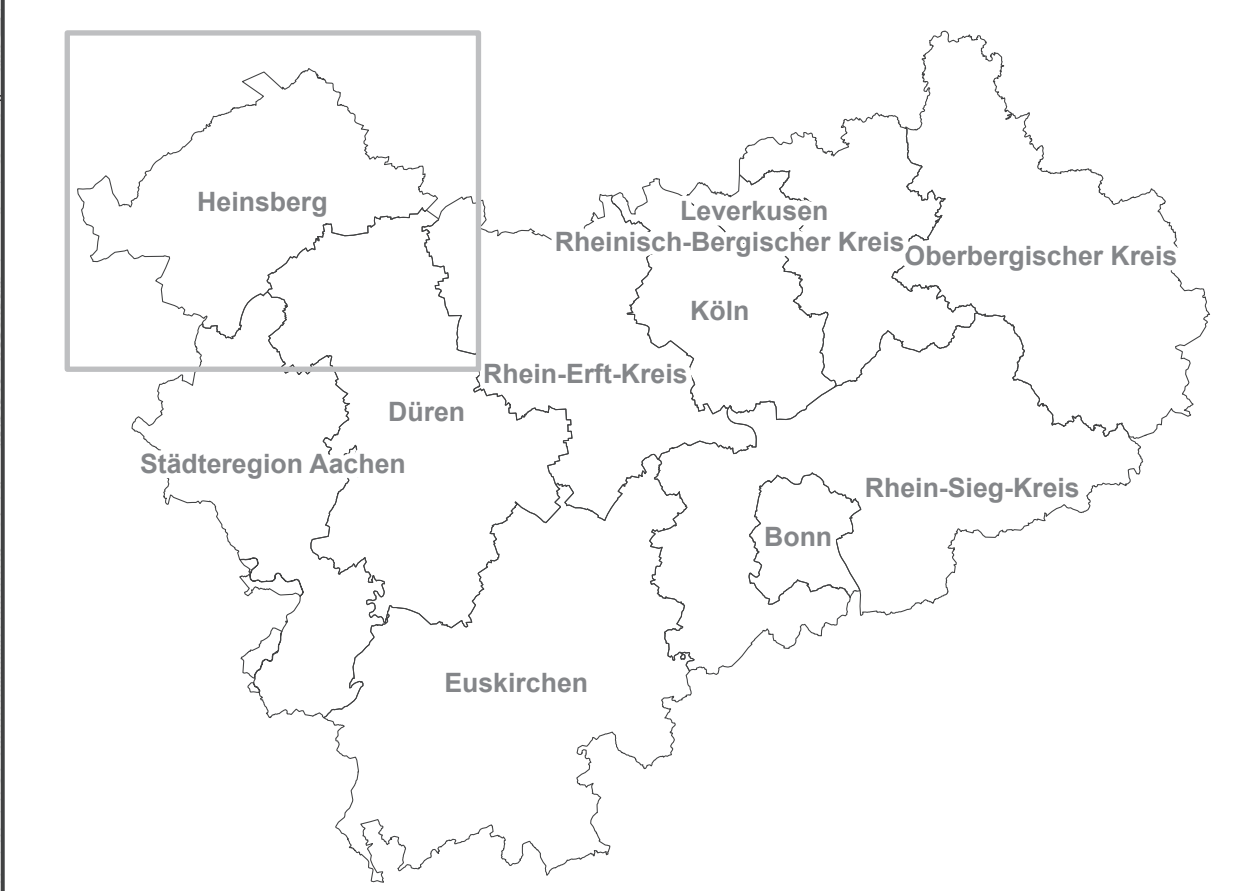 Heinsberg
Leverkusen
Rheinisch-Bergischer Kreis
Oberbergischer Kreis
Köln
Rhein-Erft-Kreis
Düren
Städteregion Aachen
Rhein-Sieg-Kreis
Bonn
Euskirchen